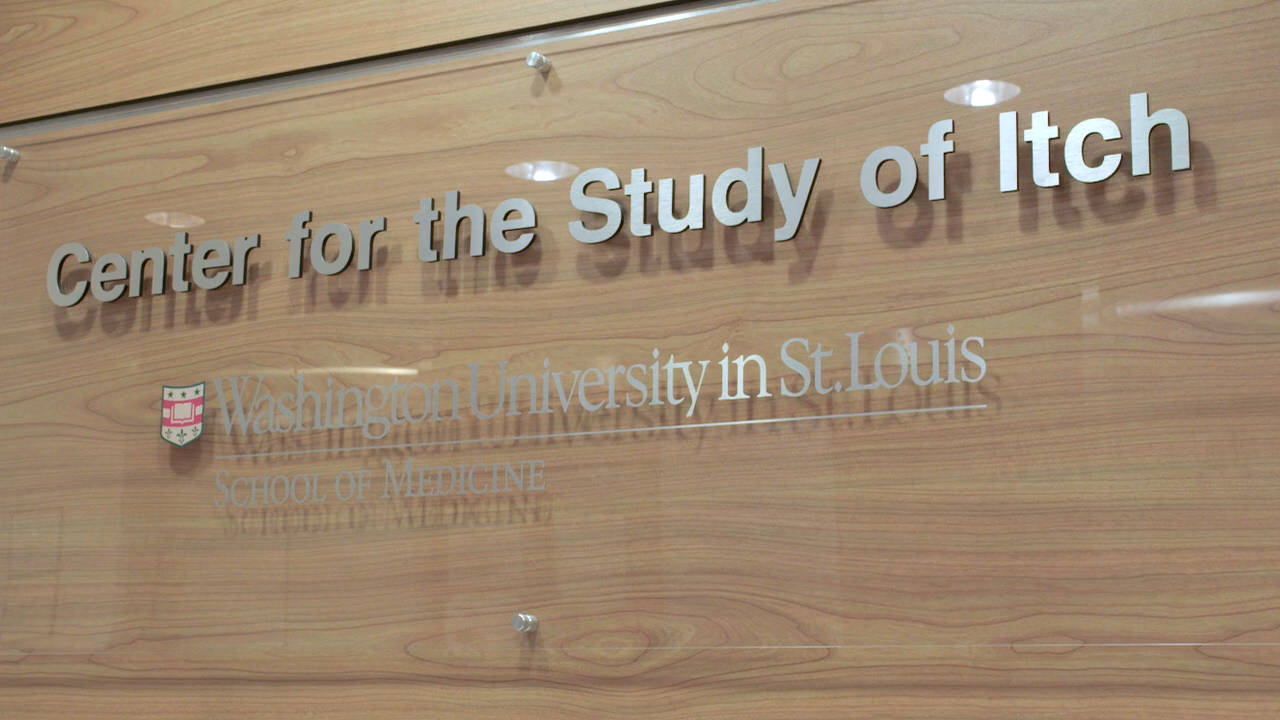 Center for the Study of Itch
Washington University in St. Louis
SCHOOL OF MEDICINE